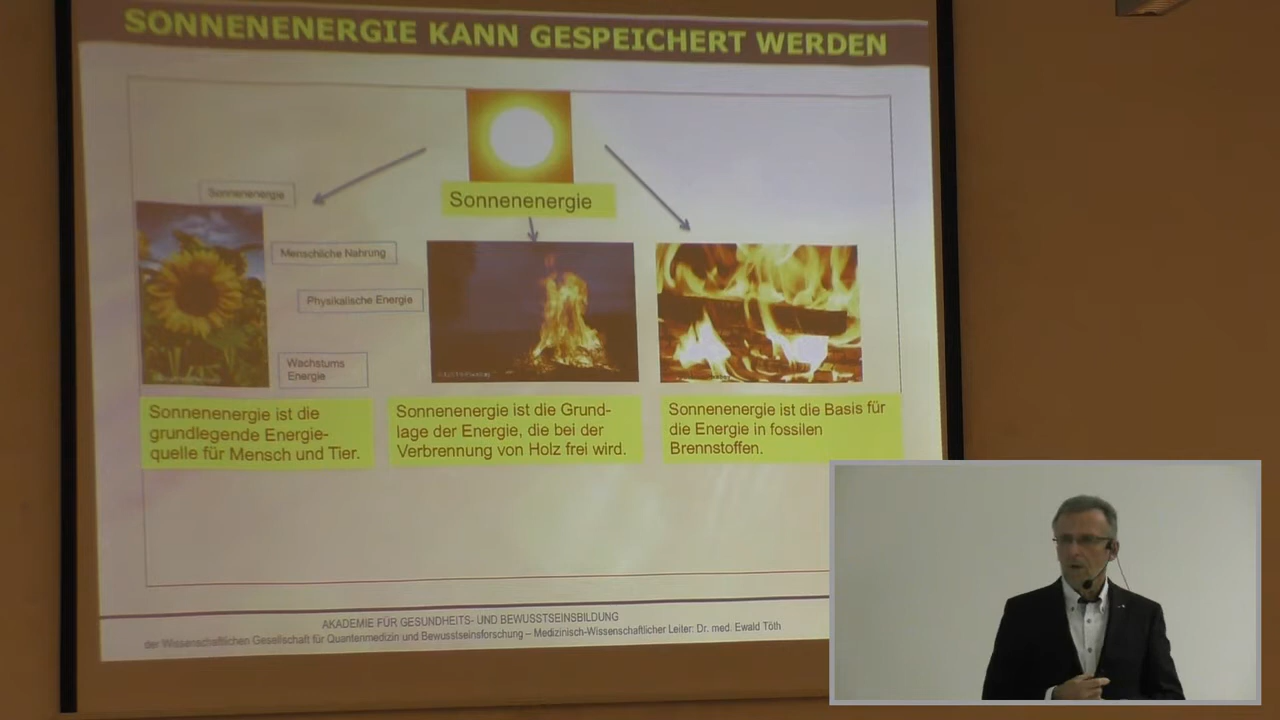 SONNENENERGIE KANN GESPEICHERT WERDEN
Sonnenenergie
Sonnenenergie
Menschliche Nahrung
Physikalische Energie
Wachstums
Energie
Sonnenenergie ist die
grundlegende Energie-
quelle für Mensch und Tier.
Sonnenenergie ist die Grund-
lage der Energie, die bei der
Verbrennung von Holz frei wird.
Sonnenenergie ist die Basis für
die Energie in fossilen
Brennstoffen.
AKADEMIE FÜR GESUNDHEITS- UND BEWUSSTSEINSBILDUNG
der Wissenschaftlichen Gesellschaft für Quantenmedizin und Bewusstseinsforschung – Medizinisch-Wissenschaftlicher Leiter: Dr. med. Ewald Töth